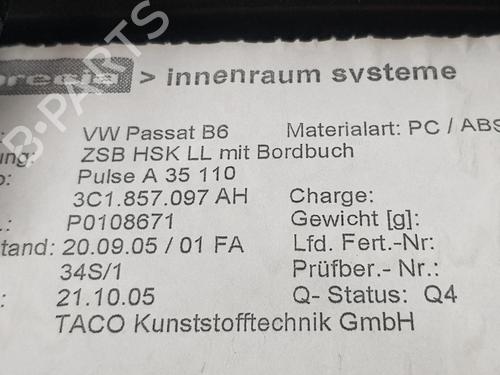 > innenraum systeme
VW Passat B6 Materialart: PC / ABS
ZSB HSK LL mit Bordbuch
Pulse A 35 110
3C1.857.097 AH Charge:
P0108671 Gewicht [g]:
stand: 20.09.05 / 01 FA Lfd. Fert.-Nr:
34S/1 Prüfber.- Nr.:
21.10.05 Q- Status: Q4
TACO Kunststofftechnik GmbH